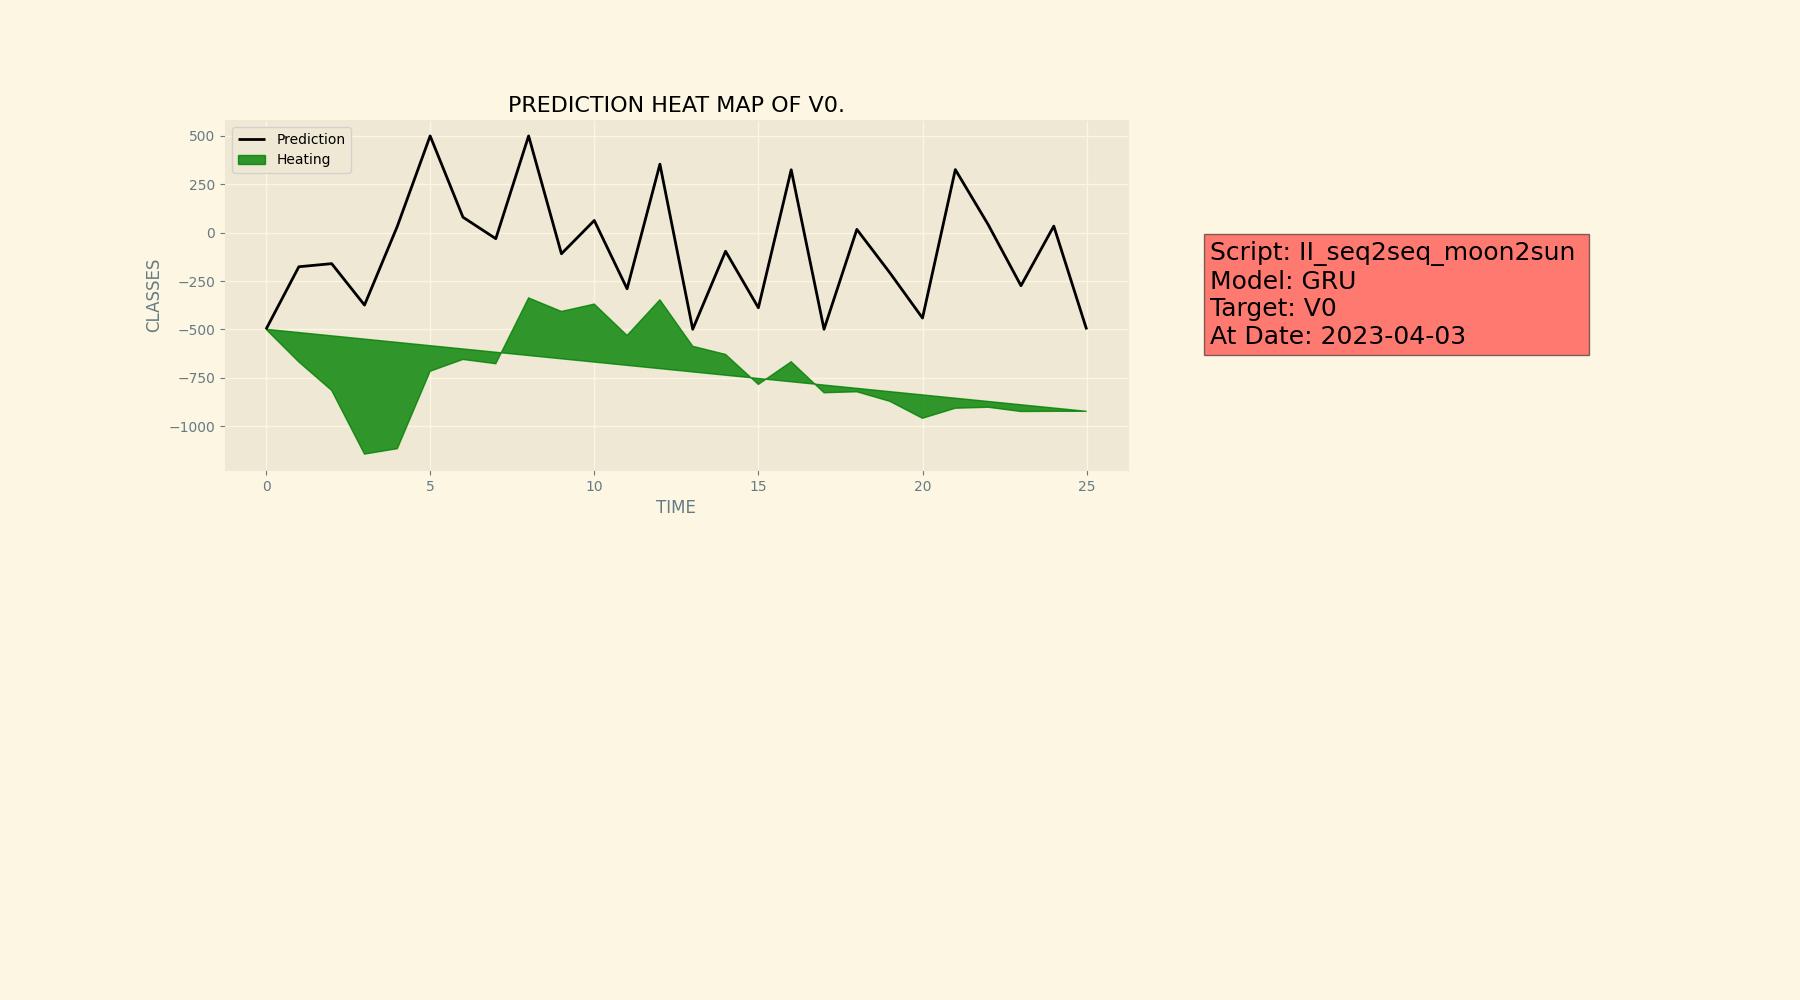 PREDICTION HEAT MAP OF V0.
Prediction
Heating
500
250
0
−250
−500
−750
−1000
CLASSES
0 5 10 15 20 25
TIME
Script: II_seq2seq_moon2sun
Model: GRU
Target: V0
At Date: 2023-04-03